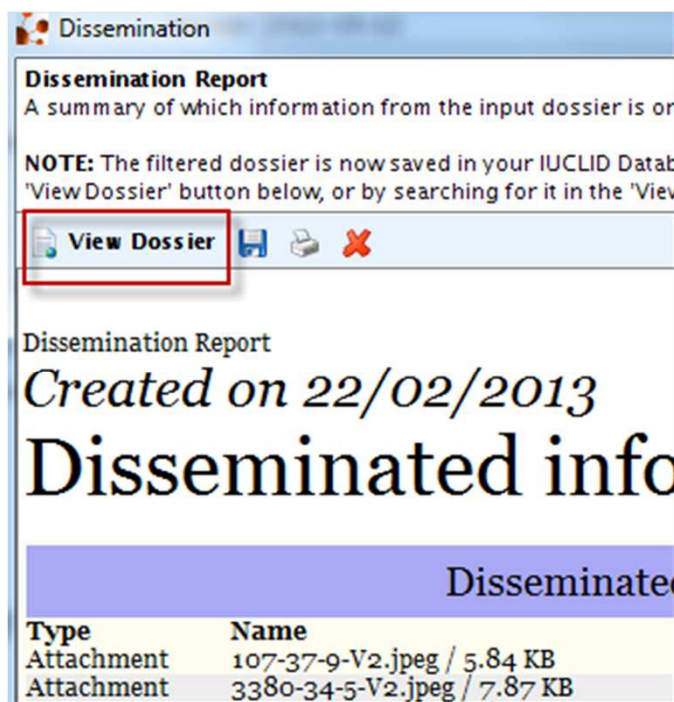 Dissemination
Dissemination Report
A summary of which information from the input dossier is or
NOTE: The filtered dossier is now saved in your IUCLID Datab
'View Dossier' button below, or by searching for it in the 'View
View Dossier
Dissemination Report
Created on 22/02/2013
Disseminated info
Disseminated
Type Name
Attachment 107-37-9-V2.jpeg / 5.84 KB
Attachment 3380-34-5-V2.jpeg / 7.87 KB